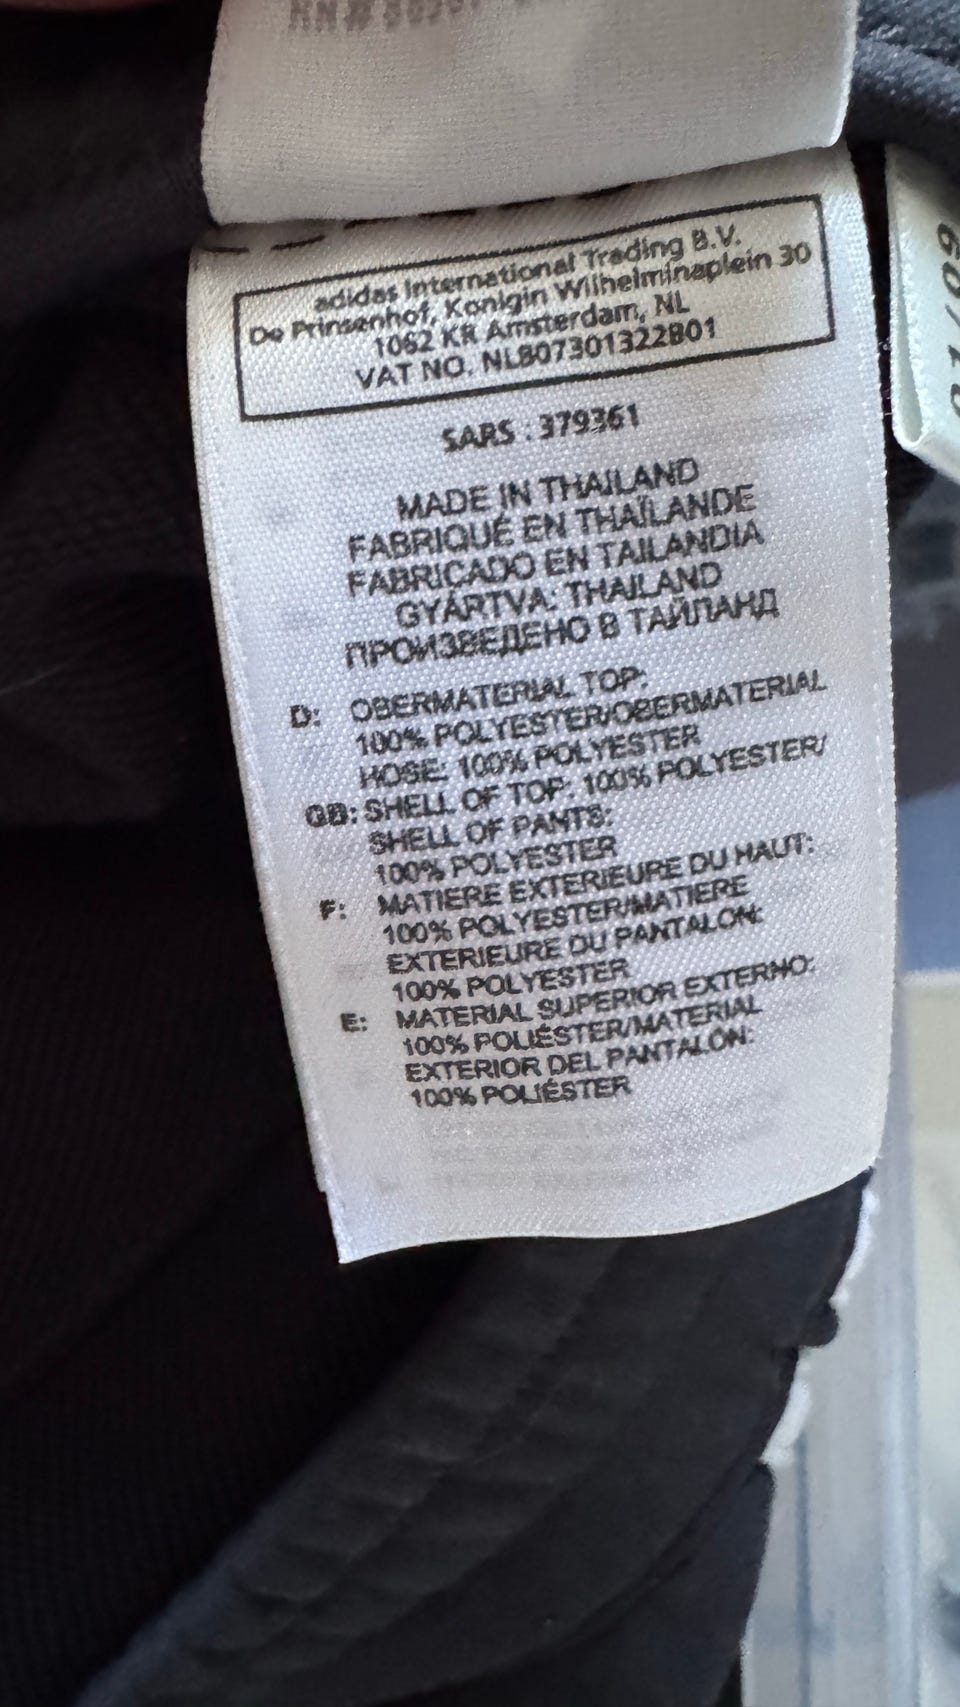 adidas International Trading B.V.
De Prinsenhof, Konigin Wilhelminaplein 30
1062 KR Amsterdam, NL
VAT NO. NL807301322B01
SARS : 379361
MADE IN THAILAND
FABRIQUÉ EN THAÏLANDE
FABRICADO EN TAILANDIA
GYÁRTVA: THAILAND
ПРОИЗВЕДЕНО В ТАЙЛАНД
D: OBERMATERIAL TOP:
100% POLYESTER/OBERMATERIAL
HOSE: 100% POLYESTER
GB: SHELL OF TOP: 100% POLYESTER/
SHELL OF PANTS:
100% POLYESTER
F: MATIERE EXTERIEURE DU HAUT:
100% POLYESTER/MATIERE
EXTERIEURE DU PANTALON:
100% POLYESTER
E: MATERIAL SUPERIOR EXTERNO:
100% POLIÉSTER/MATERIAL
EXTERIOR DEL PANTALÓN:
100% POLIÉSTER
01/09